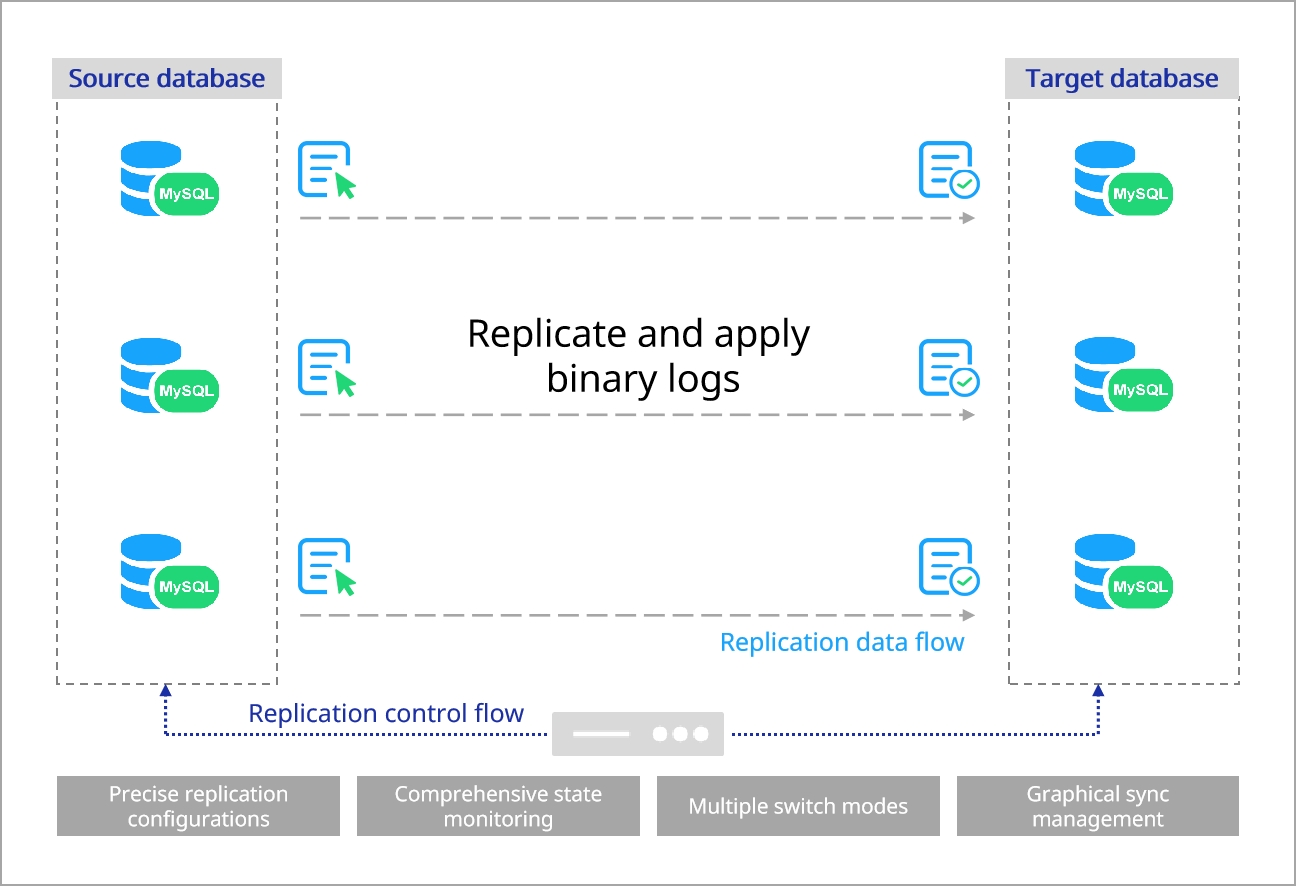 Source database
Target database
MySQL
MySQL
Replicate and apply
binary logs
MySQL
MySQL
MySQL
MySQL
Replication data flow
Replication control flow
Precise replication
configurations
Comprehensive state
monitoring
Multiple switch modes
Graphical sync
management